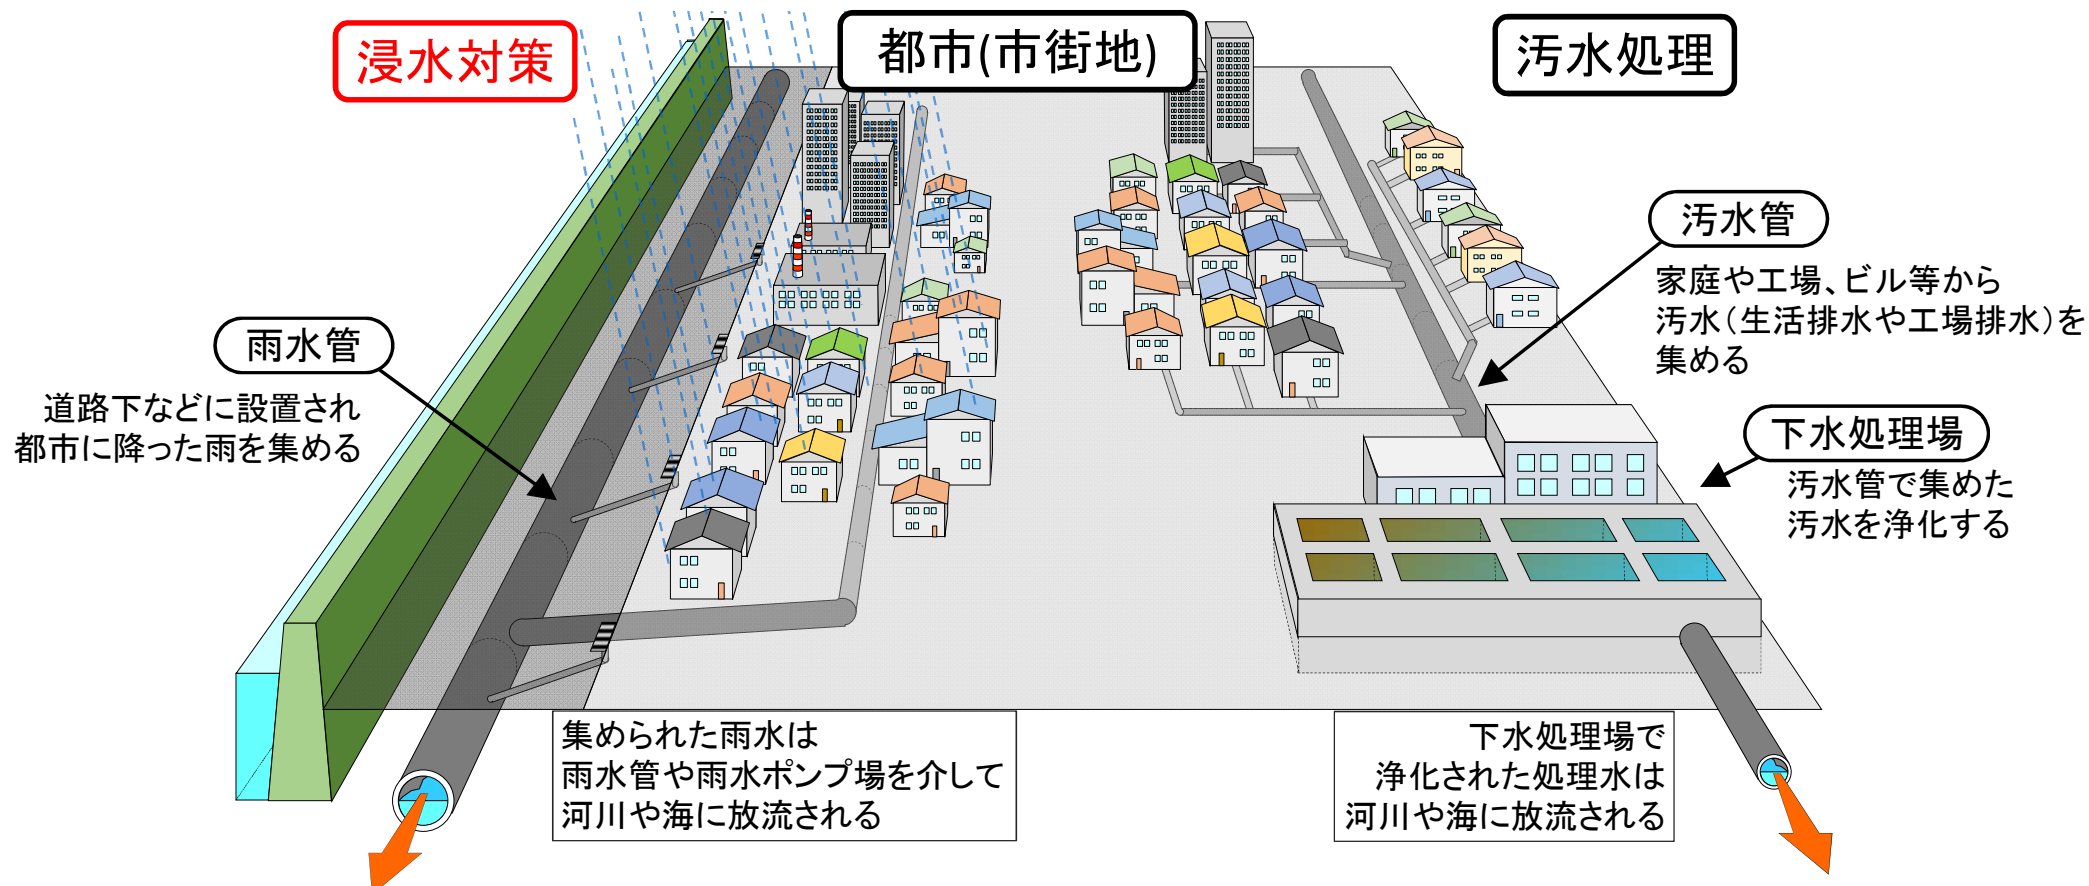 浸水対策
都市(市街地)
汚水処理
雨水管
道路下などに設置され
都市に降った雨を集める
汚水管
家庭や工場、ビル等から
汚水(生活排水や工場排水)を
集める
下水処理場
汚水管で集めた
汚水を浄化する
集められた雨水は
雨水管や雨水ポンプ場を介して
河川や海に放流される
下水処理場で
浄化された処理水は
河川や海に放流される